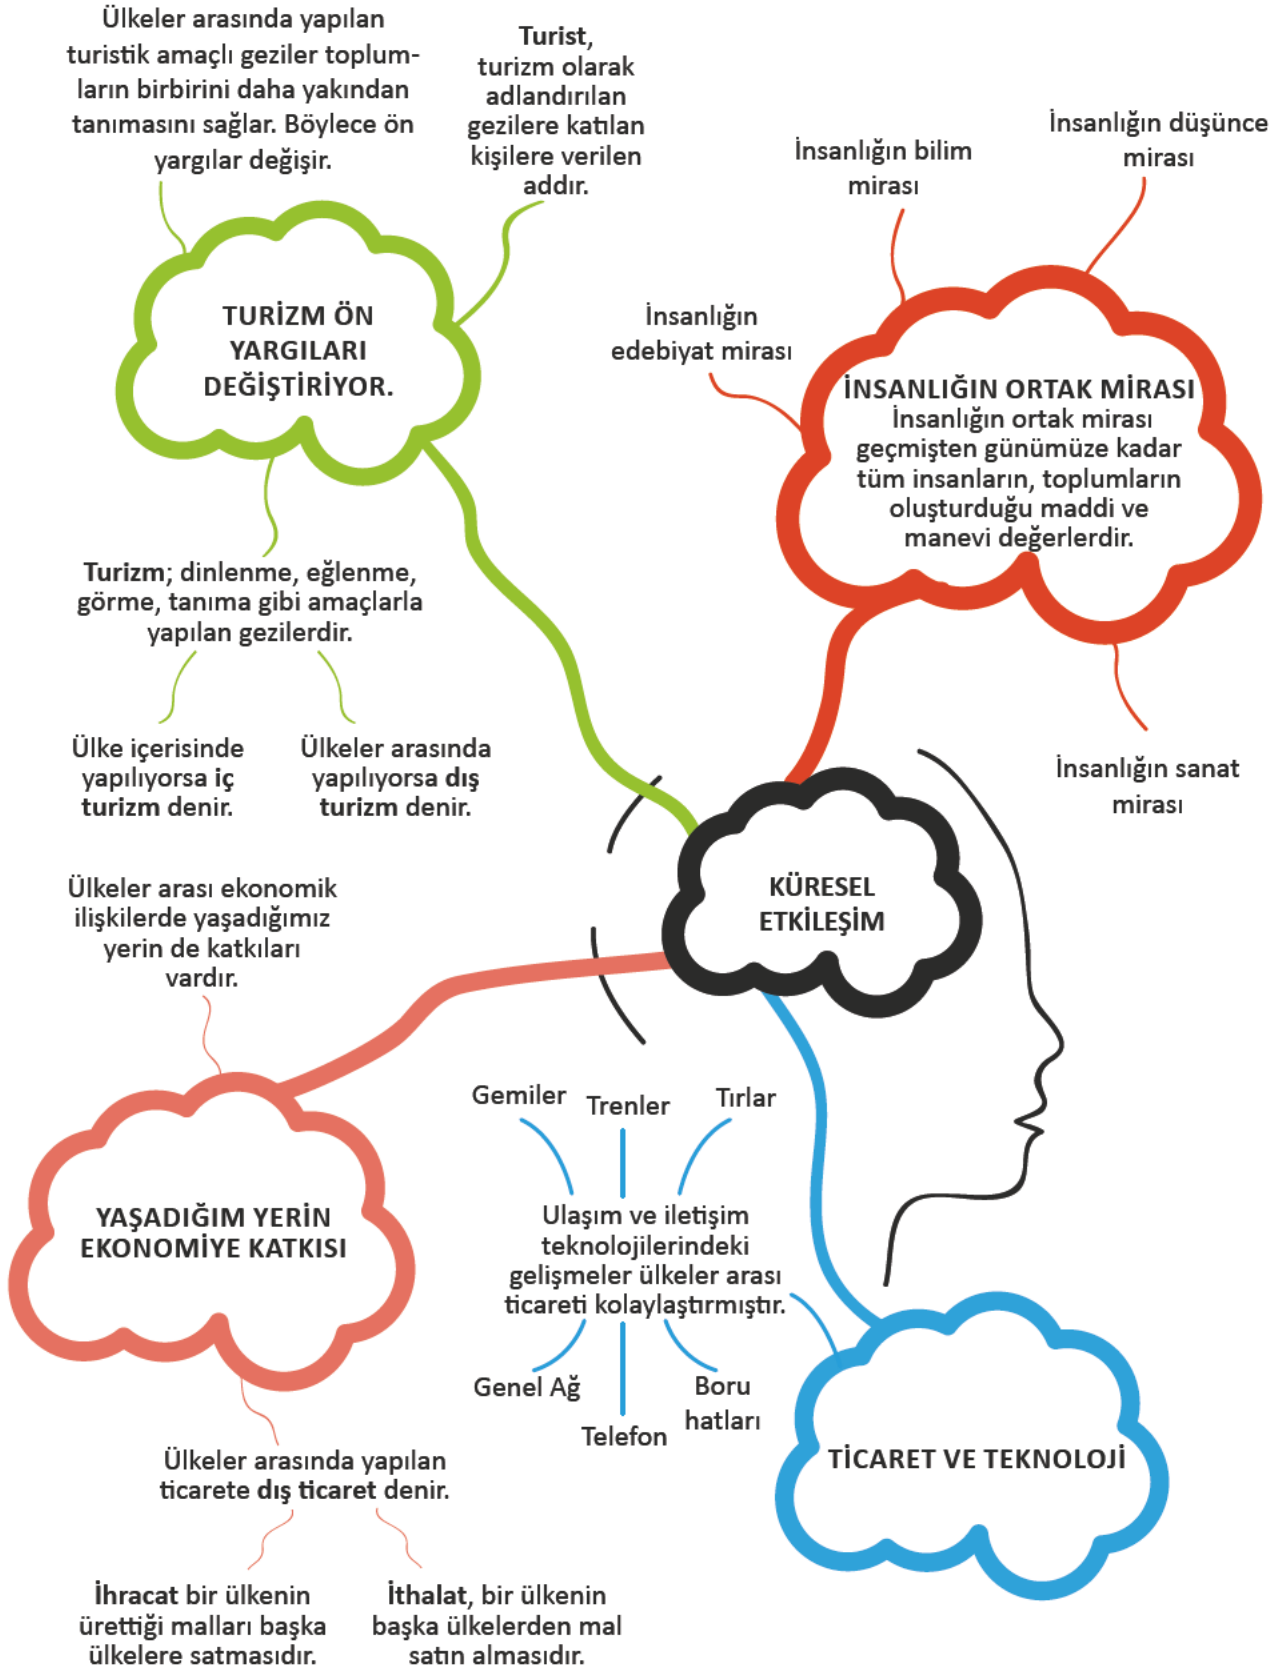 Ülkeler arasında yapılan
turistik amaçlı geziler toplum-
ların birbirini daha yakından
tanımasını sağlar. Böylece ön
yargılar değişir.
Turist,
turizm olarak
adlandırılan
gezilere katılan
kişilere verilen
addır.
TURİZM ÖN
YARGILARI
DEĞİŞTİRİYOR.
Turizm; dinlenme, eğlenme,
görme, tanıma gibi amaçlarla
yapılan gezilerdir.
Ülke içerisinde
yapılıyorsa iç
turizm denir.
Ülkeler arasında
yapılıyorsa dış
turizm denir.
İnsanlığın bilim
mirası
İnsanlığın düşünce
mirası
İnsanlığın
edebiyat mirası
İNSANLIĞIN ORTAK MİRASI
İnsanlığın ortak mirası
geçmişten günümüze kadar
tüm insanların, toplumların
oluşturduğu maddi ve
manevi değerlerdir.
İnsanlığın sanat
mirası
KÜRESEL
ETKİLEŞİM
Ülkeler arası ekonomik
ilişkilerde yaşadığımız
yerin de katkıları
vardır.
YAŞADIĞIM YERİN
EKONOMİYE KATKISI
Ülkeler arasında yapılan
ticarete dış ticaret denir.
İhracat bir ülkenin
ürettiği malları başka
ülkelere satmasıdır.
İthalat, bir ülkenin
başka ülkelerden mal
satın almasıdır.
Gemiler
Trenler
Tırlar
Ulaşım ve iletişim
teknolojilerindeki
gelişmeler ülkeler arası
ticareti kolaylaştırmıştır.
Genel Ağ
Telefon
Boru
hatları
TİCARET VE TEKNOLOJİ